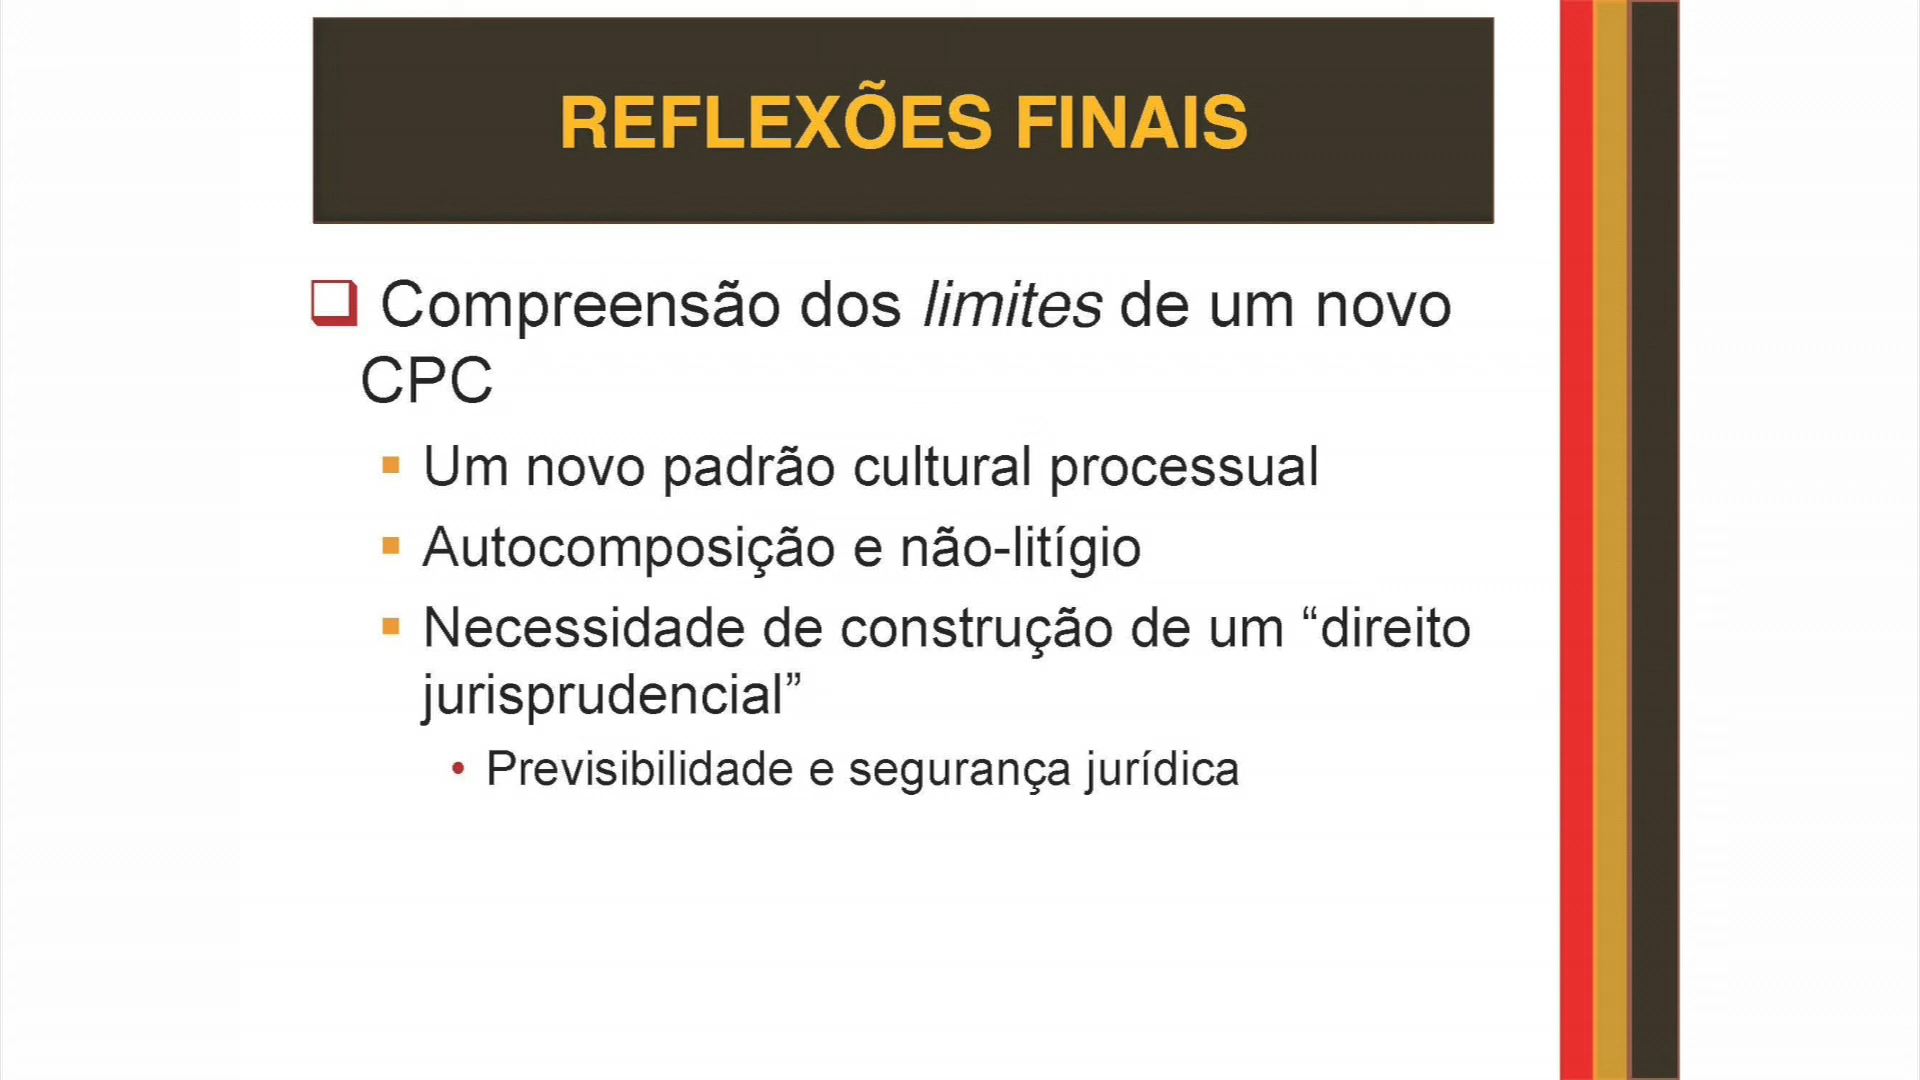 REFLEXÕES FINAIS
Compreensão dos limites de um novo
CPC
Um novo padrão cultural processual
Autocomposição e não-litígio
Necessidade de construção de um “direito
jurisprudencial”
Previsibilidade e segurança jurídica